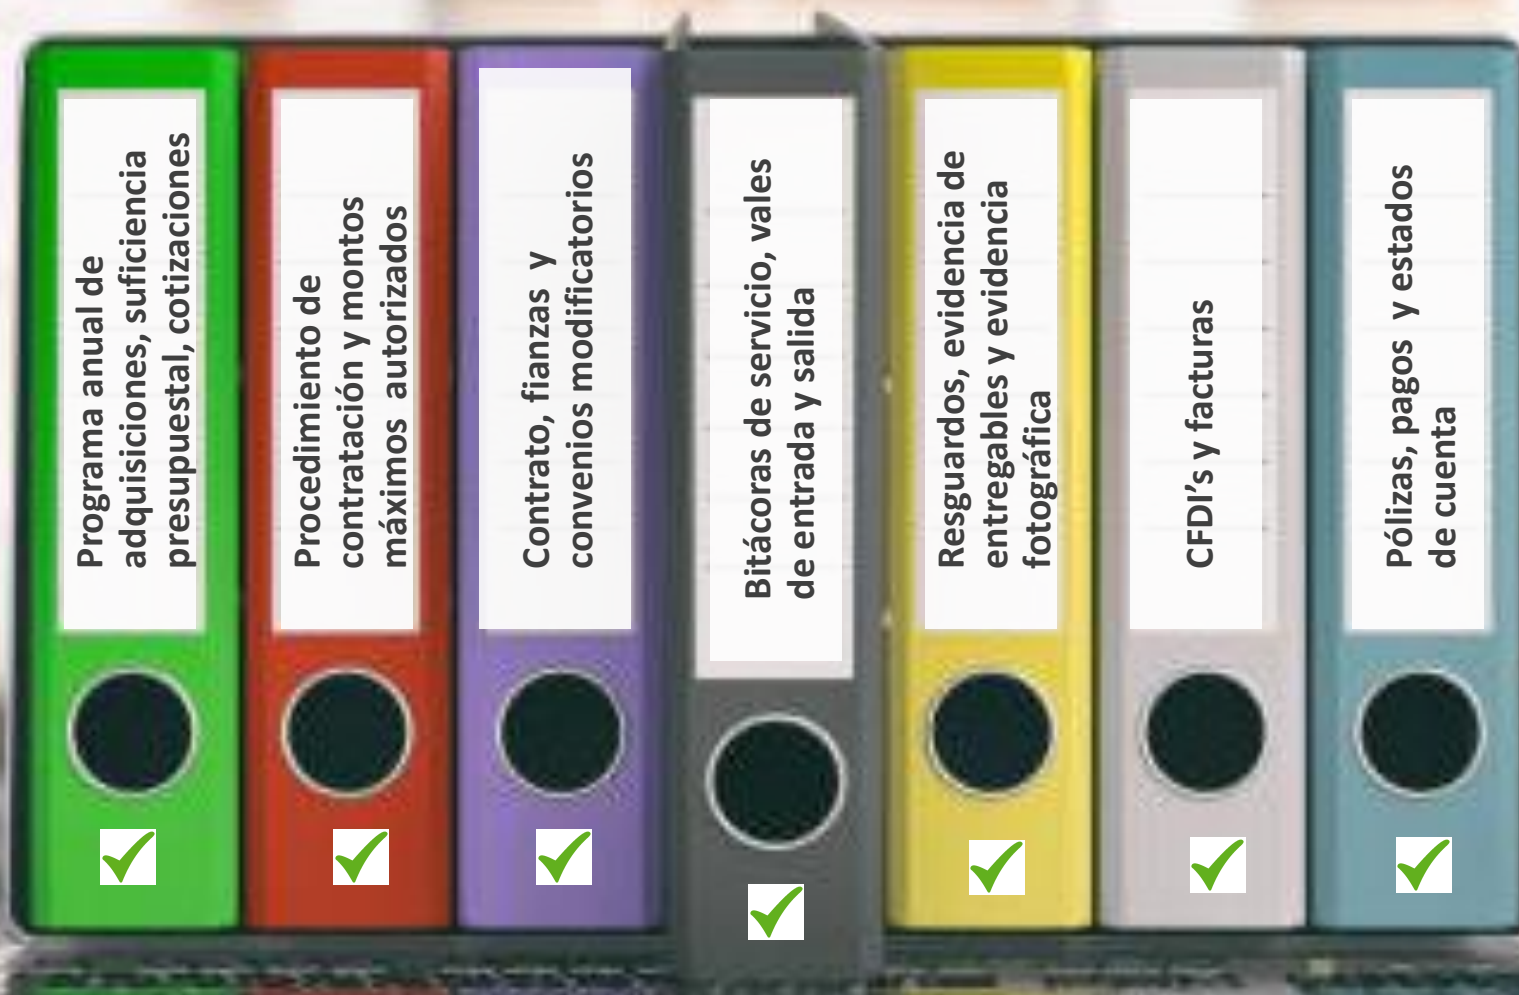 Programa anual de
adquisiciones, suficiencia
presupuestal, cotizaciones
Procedimiento de
contratación y montos
máximos  autorizados
Contrato, fianzas  y
convenios modificatorios
Bitácoras de servicio, vales
de entrada y salida
Resguardos, evidencia de
entregables y evidencia
fotográfica
CFDI’s y facturas
Pólizas, pagos  y estados
de cuenta